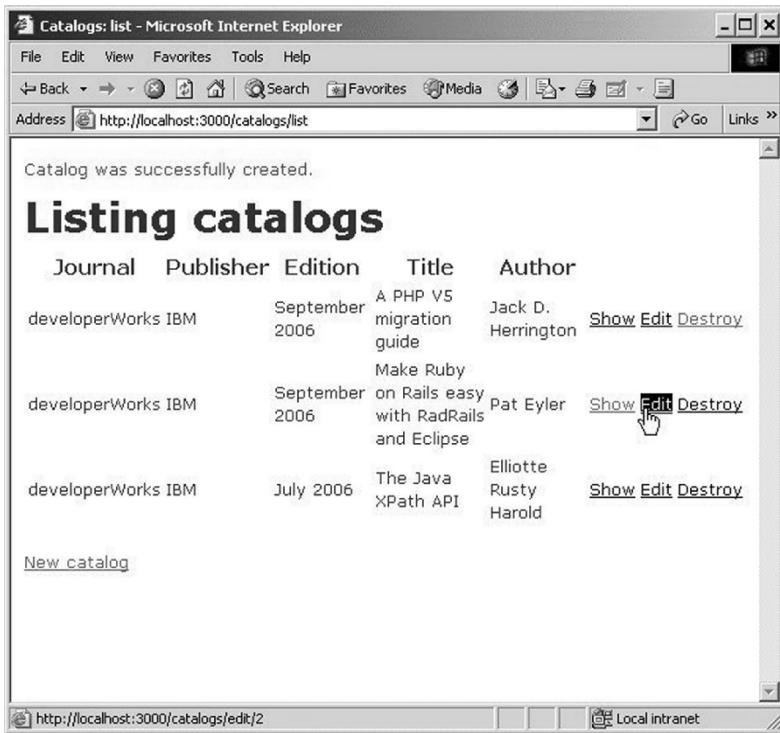 Catalogs: list - Microsoft Internet Explorer
File Edit View Favorites Tools Help
Back Search Favorites Media
Address http://localhost:3000/catalogs/list Go Links »
Catalog was successfully created.
Listing catalogs
Journal Publisher Edition Title Author
developerWorks IBM September 2006 A PHP V5 migration guide Jack D. Herrington Show Edit Destroy
developerWorks IBM September 2006 Make Ruby on Rails easy with RadRails and Eclipse Pat Eyler Show Edit Destroy
developerWorks IBM July 2006 The Java XPath API Elliotte Rusty Harold Show Edit Destroy
New catalog
http://localhost:3000/catalogs/edit/2 Local intranet